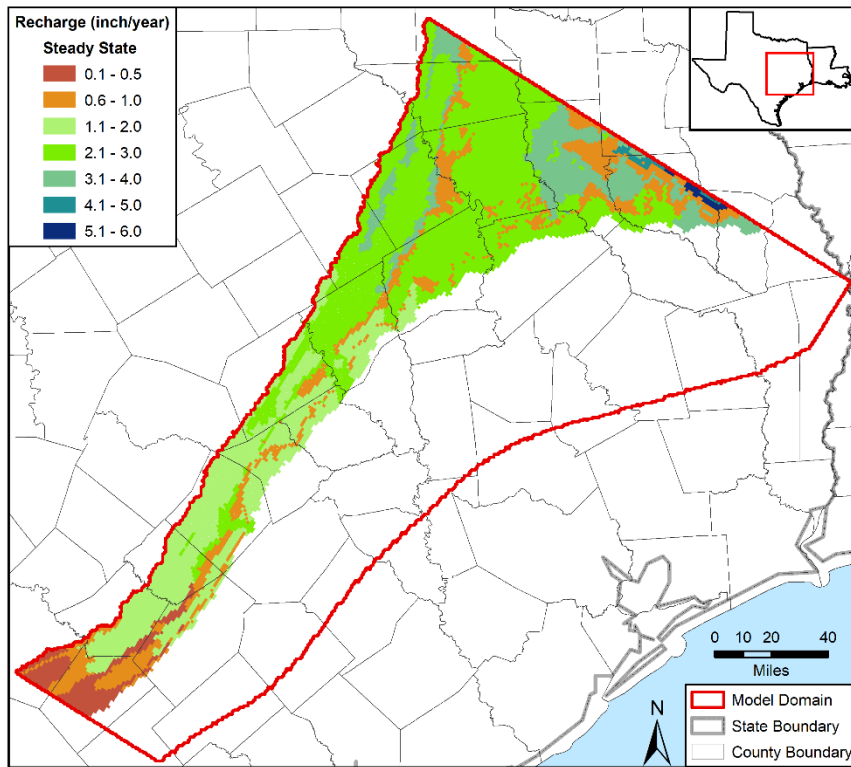 Recharge (inch/year)
Steady State
0.1 - 0.5
0.6 - 1.0
1.1 - 2.0
2.1 - 3.0
3.1 - 4.0
4.1 - 5.0
5.1 - 6.0
0 10 20 40
Miles
N
Model Domain
State Boundary
County Boundary